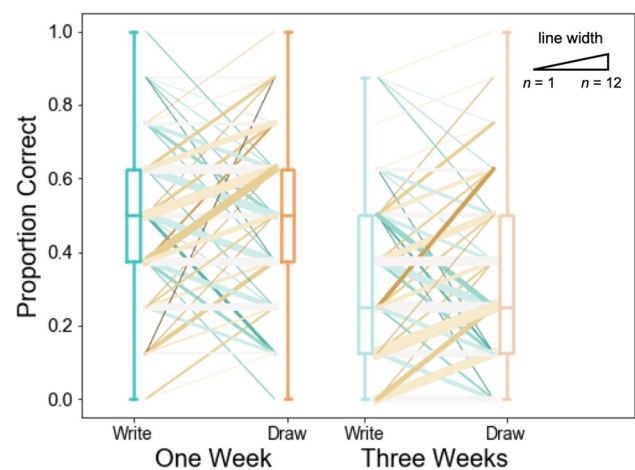 line width
n = 1 n = 12
Proportion Correct
1.0
0.8
0.6
0.4
0.2
0.0
Write Draw Write Draw
One Week Three Weeks